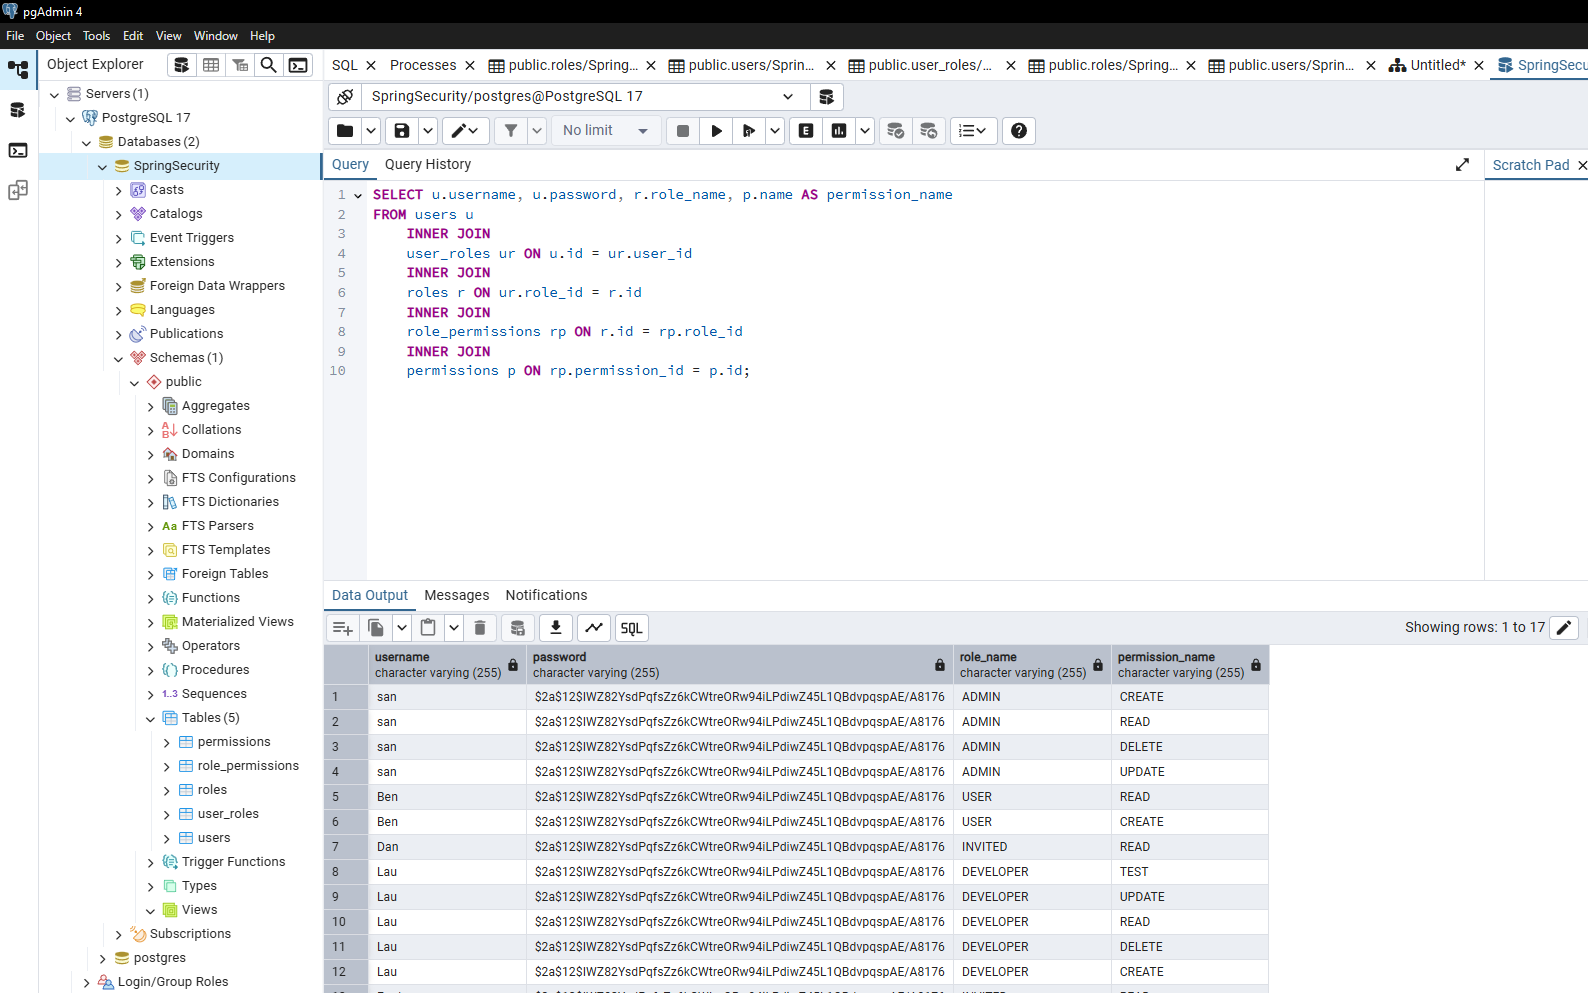 pgAdmin 4
File Object Tools Edit View Window Help
Object Explorer
SQL Processes public.roles/Spring... public.users/Sprin... public.user_roles/... public.roles/Spring... public.users/Sprin... Untitled* SpringSecu
Servers (1)
PostgreSQL 17
Databases (2)
SpringSecurity
Casts
Catalogs
Event Triggers
Extensions
Foreign Data Wrappers
Languages
Publications
Schemas (1)
public
Aggregates
Collations
Domains
FTS Configurations
FTS Dictionaries
Aa FTS Parsers
FTS Templates
Foreign Tables
Functions
Materialized Views
Operators
Procedures
1..3 Sequences
Tables (5)
permissions
role_permissions
roles
user_roles
users
Trigger Functions
Types
Views
Subscriptions
postgres
Login/Group Roles
SpringSecurity/postgres@PostgreSQL 17
No limit
E
Query Query History
Scratch Pad
1 SELECT u.username, u.password, r.role_name, p.name AS permission_name
2 FROM users u
3 INNER JOIN
4 user_roles ur ON u.id = ur.user_id
5 INNER JOIN
6 roles r ON ur.role_id = r.id
7 INNER JOIN
8 role_permissions rp ON r.id = rp.role_id
9 INNER JOIN
10 permissions p ON rp.permission_id = p.id;
Data Output Messages Notifications
SQL
Showing rows: 1 to 17
username password role_name permission_name
character varying (255) character varying (255) character varying (255) character varying (255)
1 san $2a$12$IWZ82YsdPqfsZz6kCWtreORw94iLPdiwZ45L1QBdvpqspAE/A8176 ADMIN CREATE
2 san $2a$12$IWZ82YsdPqfsZz6kCWtreORw94iLPdiwZ45L1QBdvpqspAE/A8176 ADMIN READ
3 san $2a$12$IWZ82YsdPqfsZz6kCWtreORw94iLPdiwZ45L1QBdvpqspAE/A8176 ADMIN DELETE
4 san $2a$12$IWZ82YsdPqfsZz6kCWtreORw94iLPdiwZ45L1QBdvpqspAE/A8176 ADMIN UPDATE
5 Ben $2a$12$IWZ82YsdPqfsZz6kCWtreORw94iLPdiwZ45L1QBdvpqspAE/A8176 USER READ
6 Ben $2a$12$IWZ82YsdPqfsZz6kCWtreORw94iLPdiwZ45L1QBdvpqspAE/A8176 USER CREATE
7 Dan $2a$12$IWZ82YsdPqfsZz6kCWtreORw94iLPdiwZ45L1QBdvpqspAE/A8176 INVITED READ
8 Lau $2a$12$IWZ82YsdPqfsZz6kCWtreORw94iLPdiwZ45L1QBdvpqspAE/A8176 DEVELOPER TEST
9 Lau $2a$12$IWZ82YsdPqfsZz6kCWtreORw94iLPdiwZ45L1QBdvpqspAE/A8176 DEVELOPER UPDATE
10 Lau $2a$12$IWZ82YsdPqfsZz6kCWtreORw94iLPdiwZ45L1QBdvpqspAE/A8176 DEVELOPER READ
11 Lau $2a$12$IWZ82YsdPqfsZz6kCWtreORw94iLPdiwZ45L1QBdvpqspAE/A8176 DEVELOPER DELETE
12 Lau $2a$12$IWZ82YsdPqfsZz6kCWtreORw94iLPdiwZ45L1QBdvpqspAE/A8176 DEVELOPER CREATE